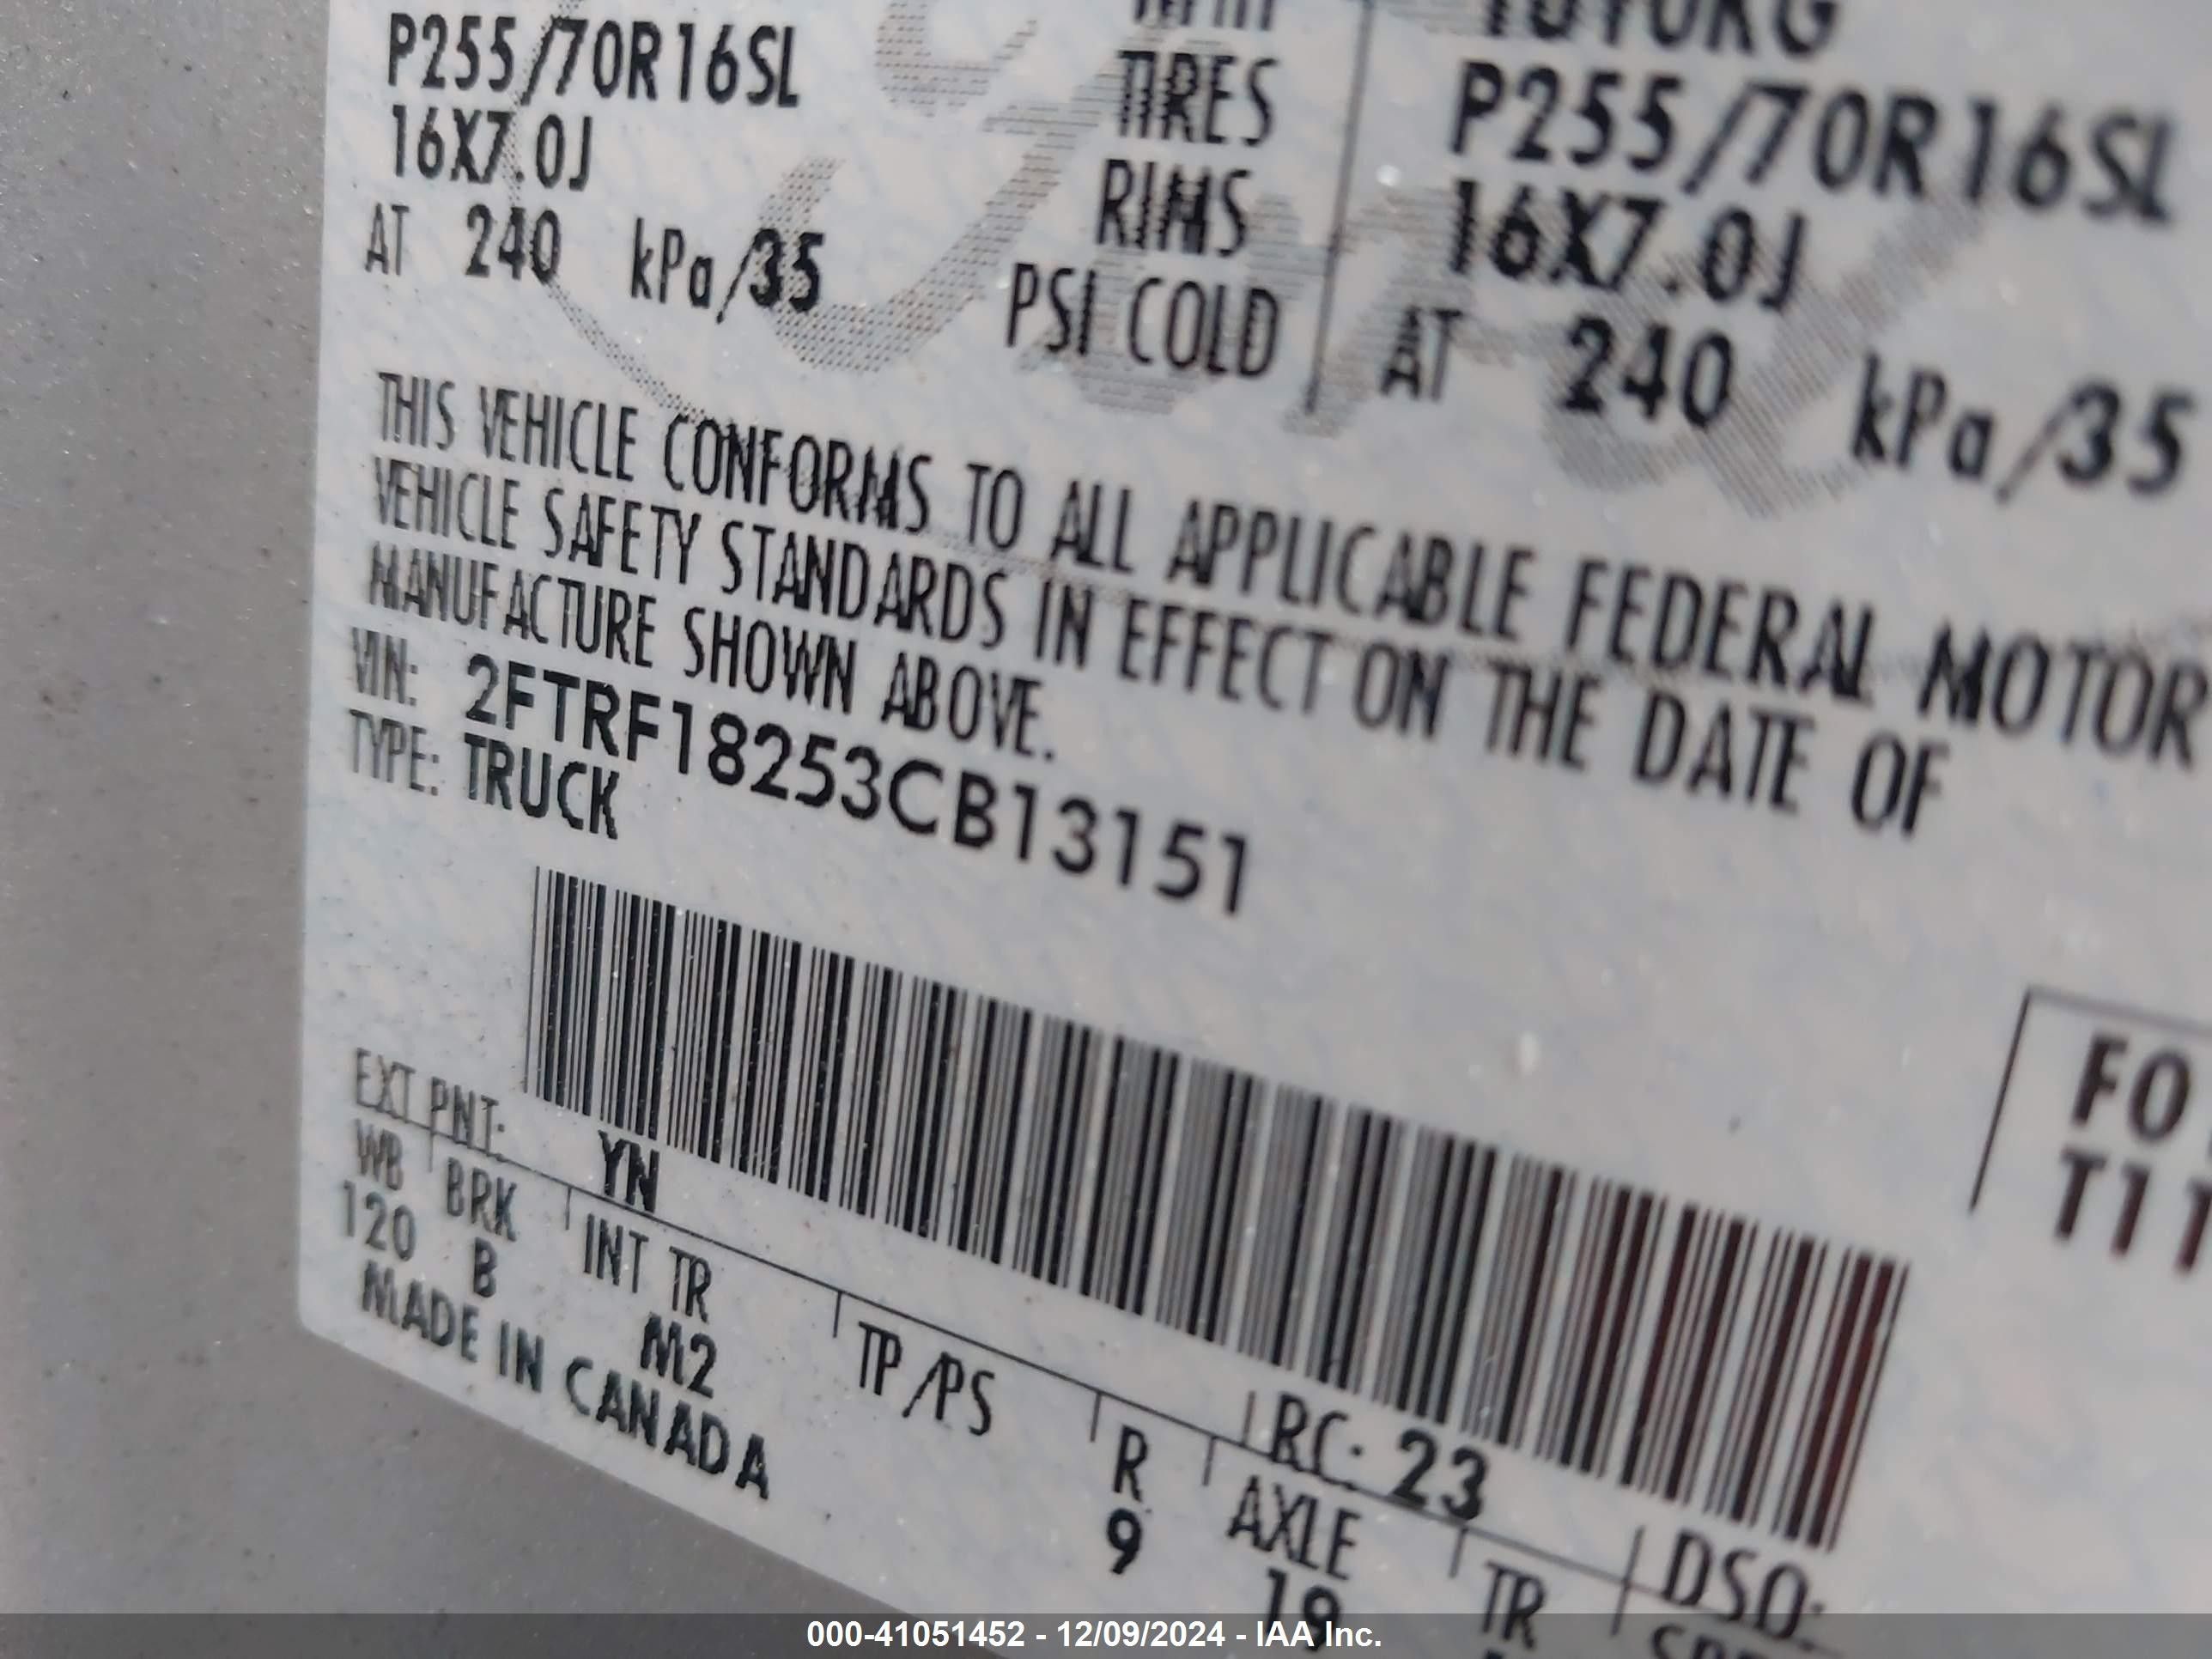 P255/70R16SL TIRES P255/70R16SL
16X7.0J RIMS 16X7.0J
AT 240 kPa/35 PSI COLD AT 240 kPa/35
THIS VEHICLE CONFORMS TO ALL APPLICABLE FEDERAL MOTOR
VEHICLE SAFETY STANDARDS IN EFFECT ON THE DATE OF
MANUFACTURE SHOWN ABOVE.
VIN: 2FTRF18253CB13151
TYPE: TRUCK
FO
T11
EXT PNT: YN RC: 23 DSO:
WB BRK INT TR TP/PS R AXLE TR
120 B M2 9 19
MADE IN CANADA
000-41051452 - 12/09/2024 - IAA Inc.